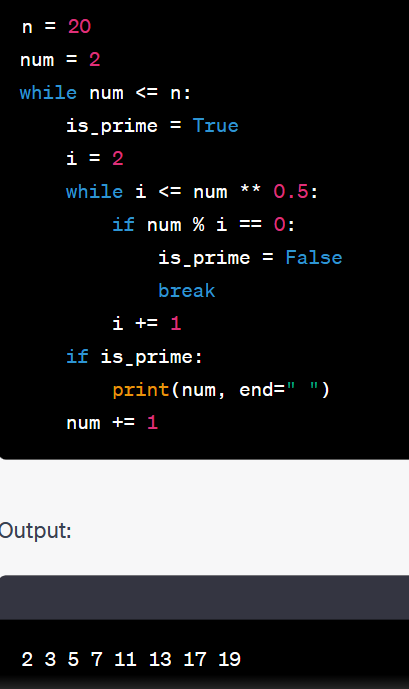 n = 20
num = 2
while num <= n:
    is_prime = True
    i = 2
    while i <= num ** 0.5:
        if num % i == 0:
            is_prime = False
            break
        i += 1
    if is_prime:
        print(num, end=" ")
    num += 1
Output:
2 3 5 7 11 13 17 19